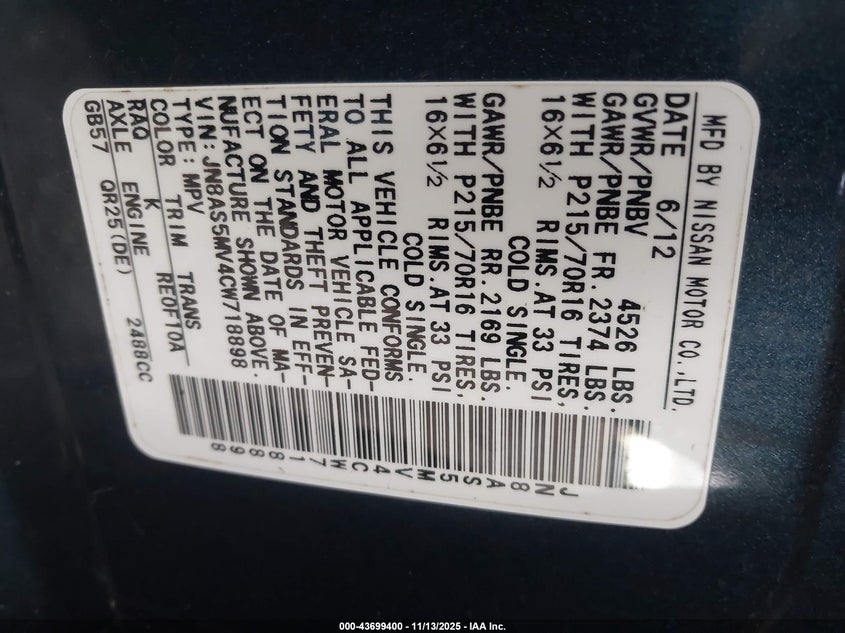 MFD BY NISSAN MOTOR CO.,LTD.
DATE 6/12
GVWR/PNBV 4526 LBS.
GAWR/PNBE FR. 2374 LBS.
WITH P215/70R16 TIRES,
16X6½ RIMS.AT 33 PSI
COLD SINGLE.
GAWR/PNBE RR. 2169 LBS.
WITH P215/70R16 TIRES,
16X6½ RIMS.AT 33 PSI
COLD SINGLE.
THIS VEHICLE CONFORMS
TO ALL APPLICABLE FED-
ERAL MOTOR VEHICLE SA-
FETY AND THEFT PREVEN-
TION STANDARDS IN EFF-
ECT ON THE DATE OF MA-
NUFACTURE SHOWN ABOVE.
VIN:JN8AS5MV4CW718898
TYPE:MPV
COLOR TRIM TRANS
RAQ K RE0F10A
AXLE ENGINE
GB57 QR25(DE) 2488CC
JN8AS5MV4CW718898
000-43699400 - 11/13/2025 - IAA Inc.